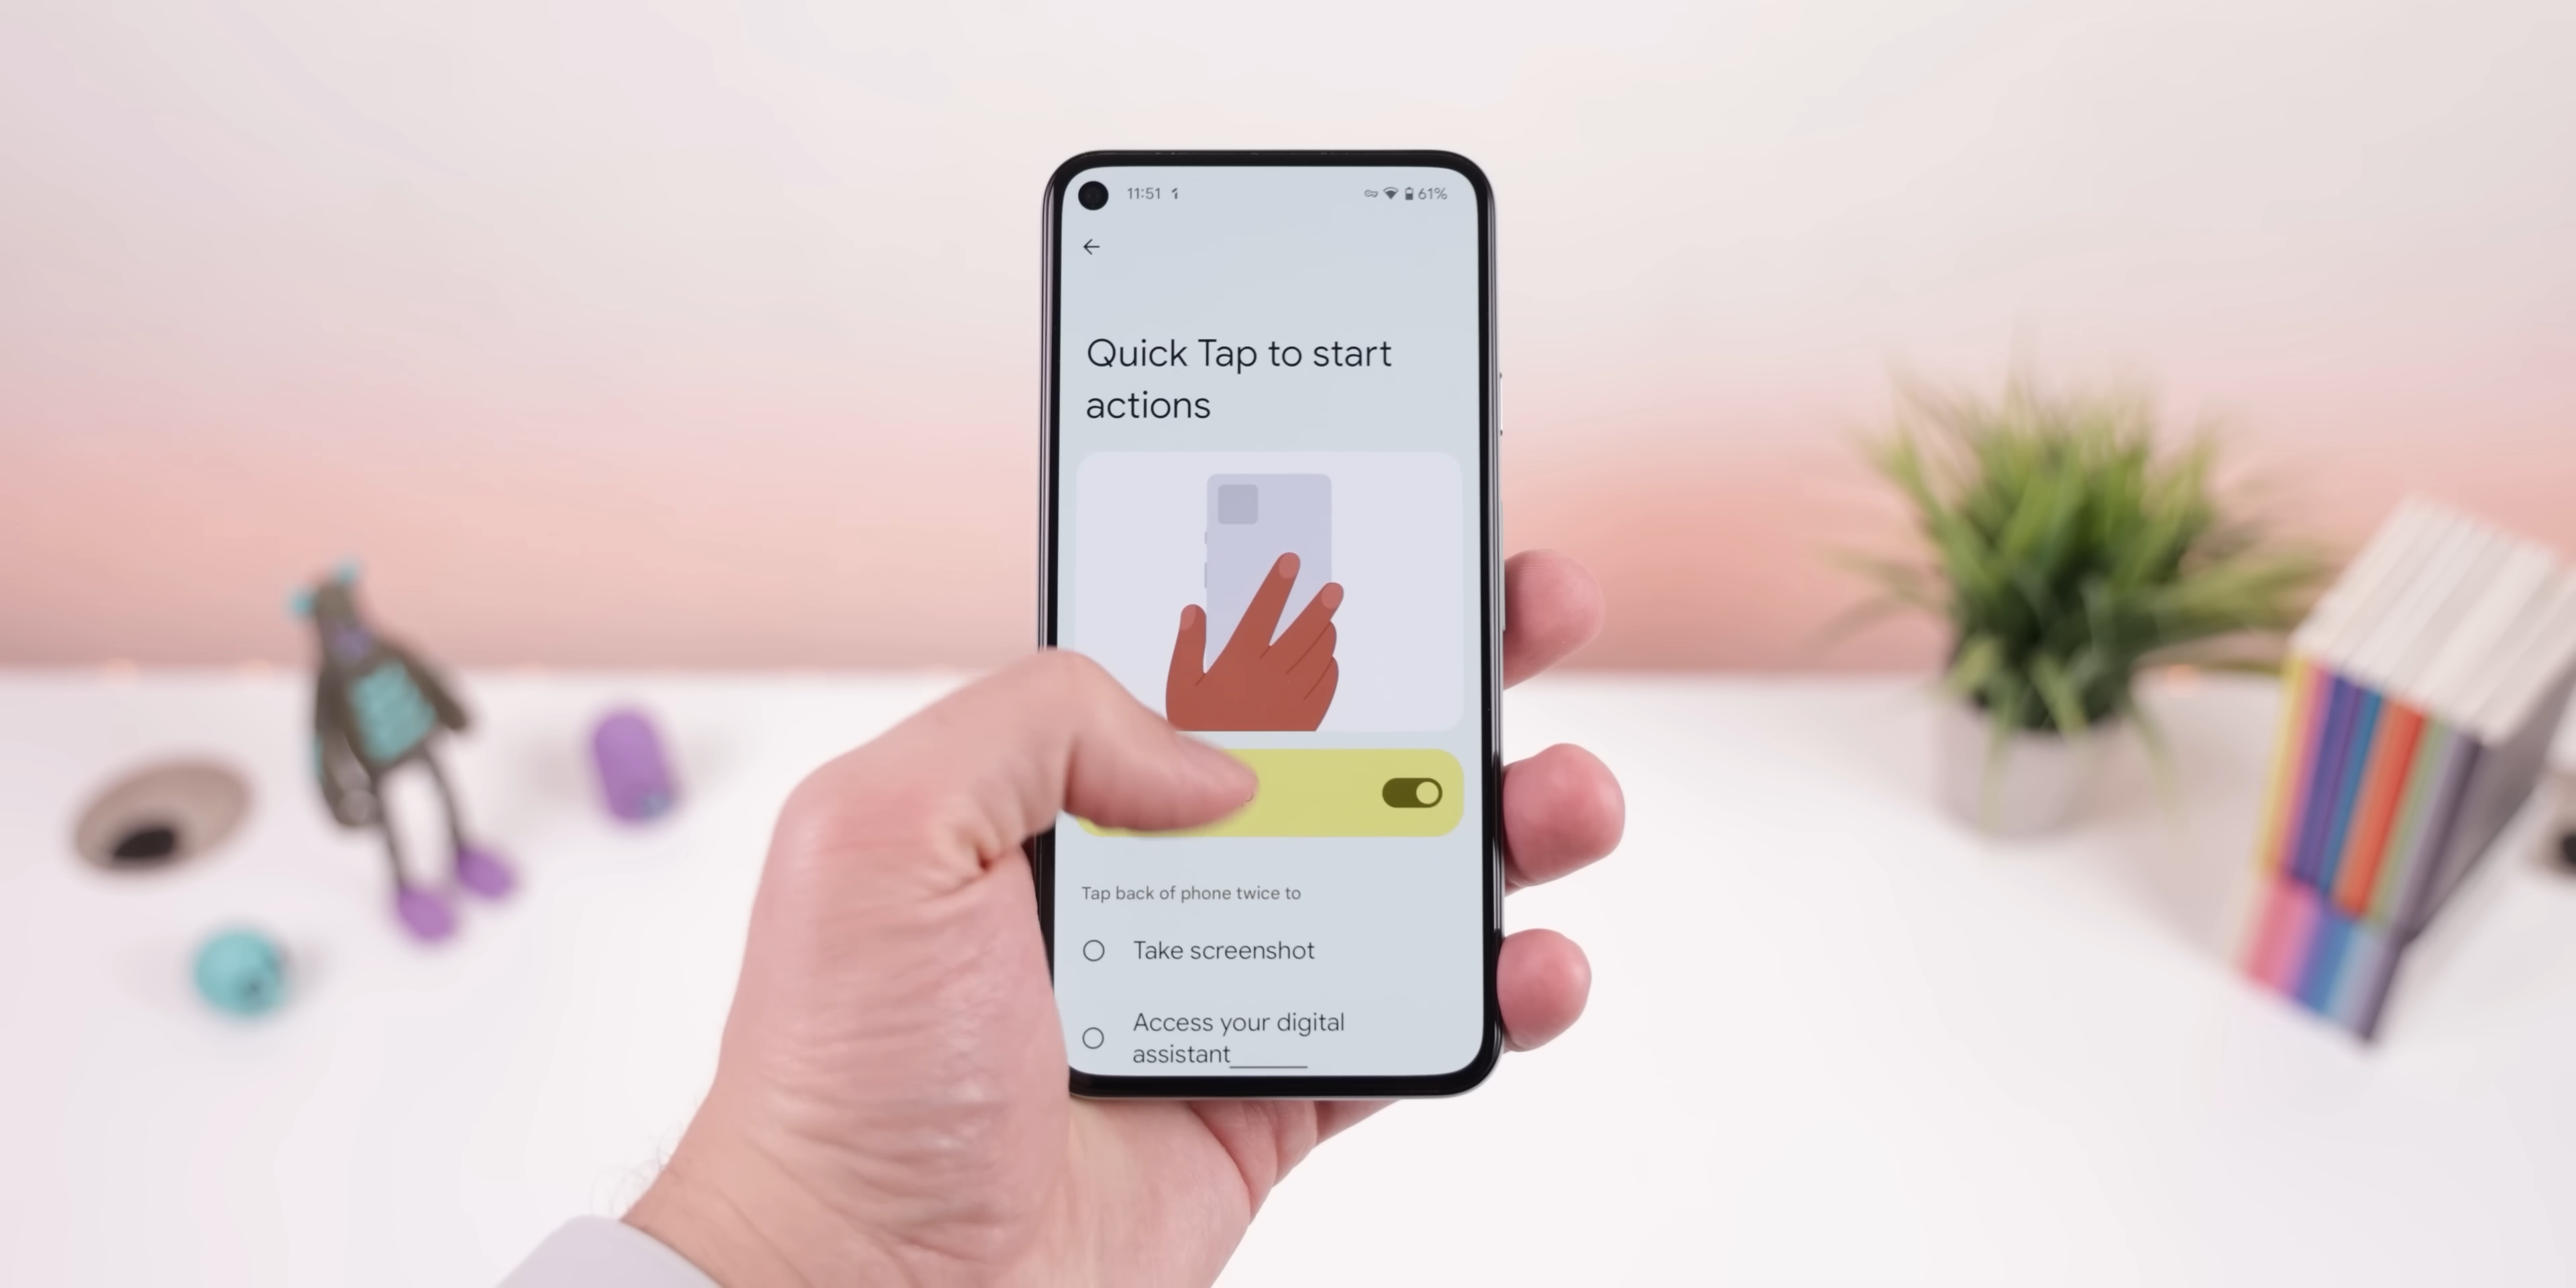 11:51
61%
Quick Tap to start
actions
Tap back of phone twice to
Take screenshot
Access your digital
assistant